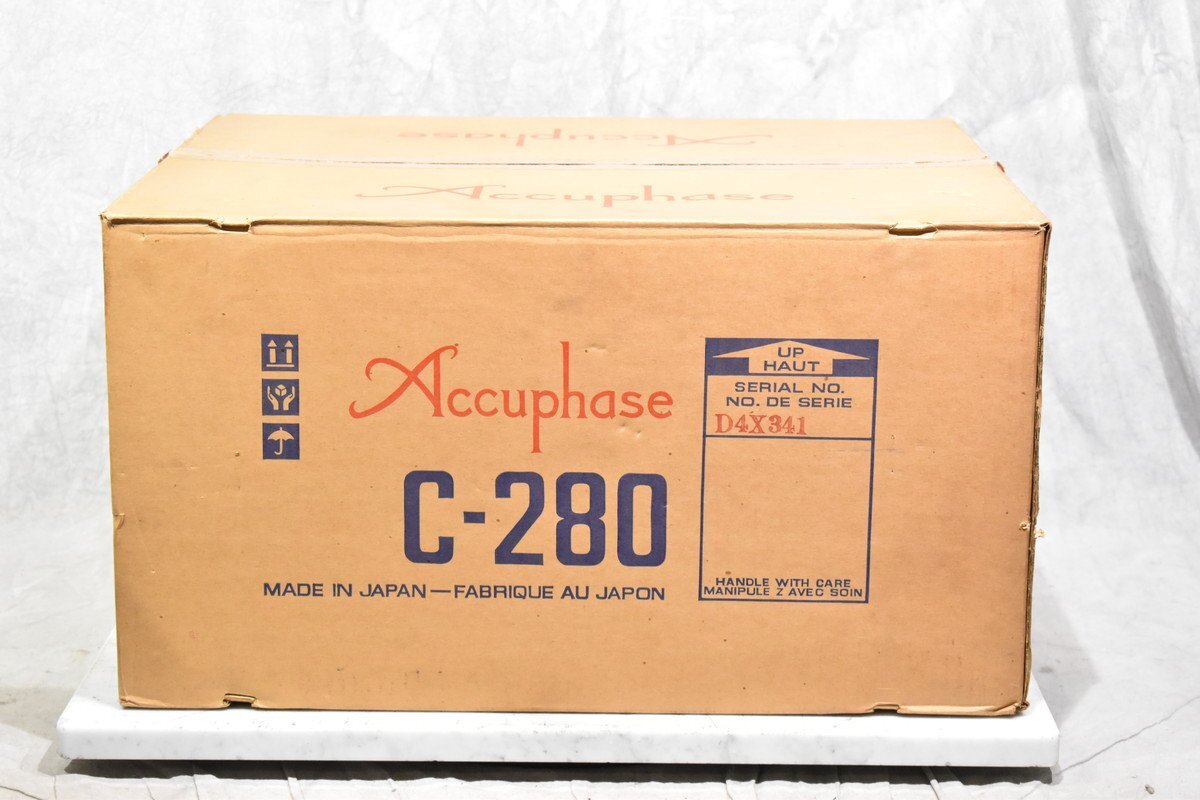 Accuphase
Accuphase
Accuphase
C-280
MADE IN JAPAN — FABRIQUE AU JAPON
UP
HAUT
SERIAL NO.
NO. DE SERIE
D4X341
HANDLE WITH CARE
MANIPULE Z AVEC SOIN